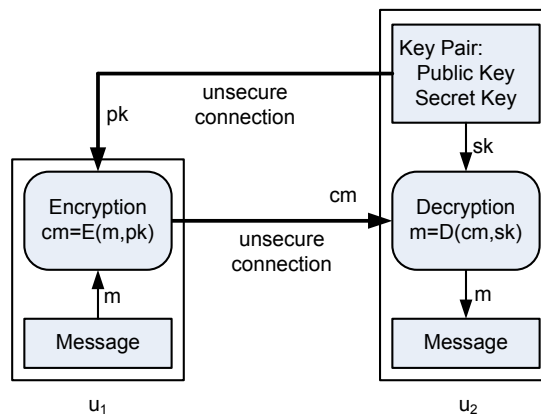 Key Pair:
Public Key
Secret Key
unsecure
connection
pk
sk
Encryption
cm=E(m,pk)
cm
unsecure
connection
Decryption
m=D(cm,sk)
m
m
Message
Message
u₁
u₂